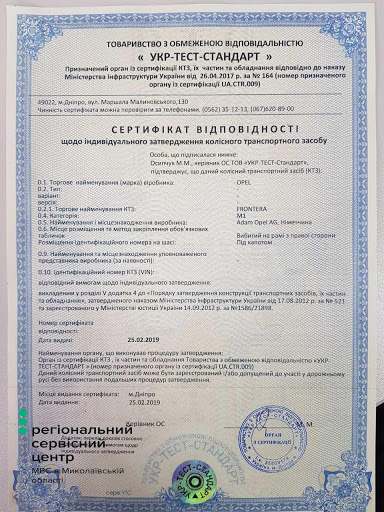 ТОВАРИСТВО З ОБМЕЖЕНОЮ ВІДПОВІДАЛЬНІСТЮ
« УКР-ТЕСТ-СТАНДАРТ »
Призначений орган із сертифікації КТЗ, їх частин та обладнання відповідно до наказу
Міністерства інфраструктури України від 26.04.2017 р. за № 164 (номер призначеного
органу із сертифікації UA.CTR.009)
49022, м.Дніпро, вул. Маршала Малиновського,130
Чинність сертифіката можна перевірити за телефонами. (0562) 35-12-13, (067)620-89-00
СЕРТИФІКАТ ВІДПОВІДНОСТІ
щодо індивідуального затвердження колісного транспортного засобу
Особа, що підписалася нижче:
Осипчук М.М., керівник ОС ТОВ «УКР-ТЕСТ-Стандарт»,
підтверджує, що даний колісний транспортний засіб (КТЗ):
0.1. Торгове найменування (марка) виробника: OPEL
0.2. Тип:
варіант:
версія:
0.2.1. Торгове найменування КТЗ: FRONTERA
0.4. Категорія: M1
0.5. Найменування і місцезнаходження виробника: Adam Opel AG, Німеччина
0.6. Місце розміщення та метод закріплення обов'язкових
табличок Вибитий на рамі з правої сторони
Розміщення ідентифікаційного номера на шасі: Під капотом
0.9. Найменування та місцезнаходження уповноваженого
представника виробника (за наявності):
0.10. Ідентифікаційний номер КТЗ (VIN):
відповідний вимогам щодо індивідуального затвердження:
викладеним у розділі V додатка 4 до «Порядку затвердження конструкції транспортних засобів, їх частин
та обладнання», затвердженого наказом Міністерства інфраструктури України від 17.08.2012 р. за № 521
та зареєстрованого у Міністерстві юстиції України 14.09.2012 р. за №1586/21898.
Номер сертифікату
відповідності:
Дата видачі: 25.02.2019
Найменування органу, що виконував процедуру затвердження:
Орган із сертифікації КТЗ, їх частин та обладнання Товариства з обмеженою відповідальністю «УКР-
ТЕСТ-СТАНДАРТ » (номер призначеного органу із сертифікації UA.CTR.009)
Даний колісний транспортний засіб може бути зареєстрований і/або допущений до участі у дорожньому
русі без використання подальших процедур затвердження.
Місце видання сертифікату: м.Дніпро
Дата видання: 25.02.2019
Керівник ОС М. М.
регіональний
сервісний
центр
МВС в Миколаївській
області
ОРГАН
З СЕРТИФІКАЦІЇ
УКР-ТЕСТ-СТАНДАРТ